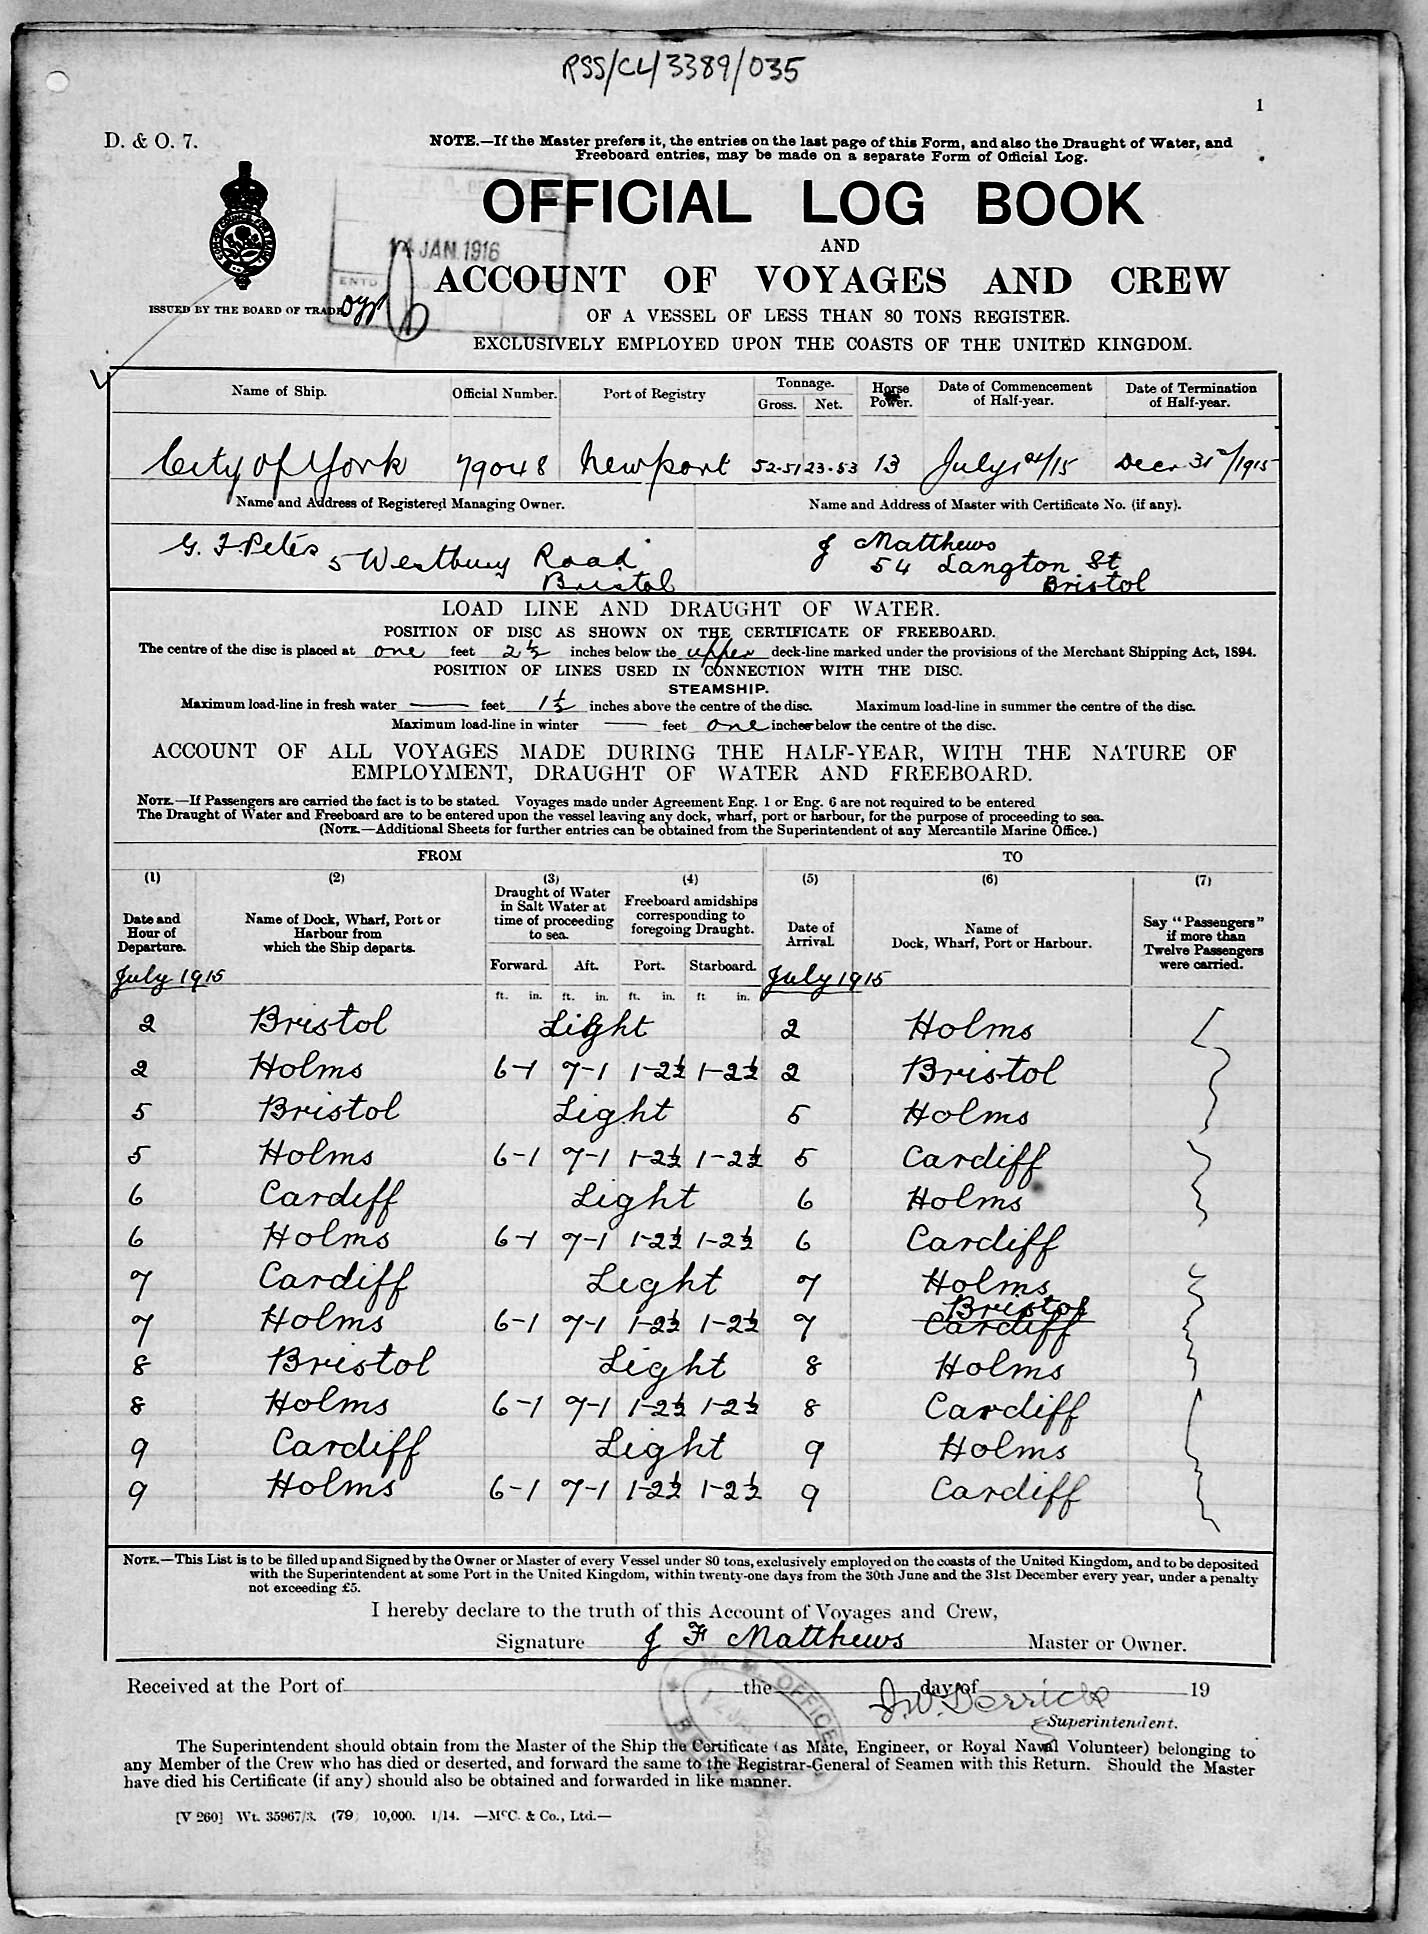 RSS/CL/3389/035
1
D. & O. 7.
NOTE.—If the Master prefers it, the entries on the last page of this Form, and also the Draught of Water, and
Freeboard entries, may be made on a separate Form of Official Log.
OFFICIAL LOG BOOK
14 JAN. 1916
AND
ACCOUNT OF VOYAGES AND CREW
ENTD
ISSUED BY THE BOARD OF TRADE
OF A VESSEL OF LESS THAN 80 TONS REGISTER.
EXCLUSIVELY EMPLOYED UPON THE COASTS OF THE UNITED KINGDOM.
Name of Ship. Official Number. Port of Registry Tonnage. Gross. Net. Horse Power. Date of Commencement of Half-year. Date of Termination of Half-year.
City of York 79048 Newport 52.51 23.53 13 July 1st/15 Decr 31st/1915
Name and Address of Registered Managing Owner. Name and Address of Master with Certificate No. (if any).
G. F. Peters J Matthews
5 Westbury Road 54 Langton St
Bristol Bristol
LOAD LINE AND DRAUGHT OF WATER.
POSITION OF DISC AS SHOWN ON THE CERTIFICATE OF FREEBOARD.
The centre of the disc is placed at one feet 2½ inches below the upper deck-line marked under the provisions of the Merchant Shipping Act, 1894.
POSITION OF LINES USED IN CONNECTION WITH THE DISC.
STEAMSHIP.
Maximum load-line in fresh water — feet 1½ inches above the centre of the disc. Maximum load-line in summer the centre of the disc.
Maximum load-line in winter — feet one inches below the centre of the disc.
ACCOUNT OF ALL VOYAGES MADE DURING THE HALF-YEAR, WITH THE NATURE OF
EMPLOYMENT, DRAUGHT OF WATER AND FREEBOARD.
NOTE.—If Passengers are carried the fact is to be stated. Voyages made under Agreement Eng. 1 or Eng. 6 are not required to be entered
The Draught of Water and Freeboard are to be entered upon the vessel leaving any dock, wharf, port or harbour, for the purpose of proceeding to sea.
(NOTE.—Additional Sheets for further entries can be obtained from the Superintendent of any Mercantile Marine Office.)
FROM TO
(1) (2) (3) (4) (5) (6) (7)
Date and Hour of Departure. Name of Dock, Wharf, Port or Harbour from which the Ship departs. Draught of Water in Salt Water at time of proceeding to sea. Freeboard amidships corresponding to foregoing Draught. Date of Arrival. Name of Dock, Wharf, Port or Harbour. Say "Passengers" if more than Twelve Passengers were carried.
Forward. Aft. Port. Starboard.
July 1915 July 1915
ft. in. ft. in. ft. in. ft in.
2 Bristol Light 2 Holms
2 Holms 6-1 7-1 1-2½ 1-2½ 2 Bristol
5 Bristol Light 5 Holms
5 Holms 6-1 7-1 1-2½ 1-2½ 5 Cardiff
6 Cardiff Light 6 Holms
6 Holms 6-1 7-1 1-2½ 1-2½ 6 Cardiff
7 Cardiff Light 7 Holms
Bristol
7 Holms 6-1 7-1 1-2½ 1-2½ 7 Cardiff
8 Bristol Light 8 Holms
8 Holms 6-1 7-1 1-2½ 1-2½ 8 Cardiff
9 Cardiff Light 9 Holms
9 Holms 6-1 7-1 1-2½ 1-2½ 9 Cardiff
NOTE.—This List is to be filled up and Signed by the Owner or Master of every Vessel under 80 tons, exclusively employed on the coasts of the United Kingdom, and to be deposited
with the Superintendent at some Port in the United Kingdom, within twenty-one days from the 30th June and the 31st December every year, under a penalty
not exceeding £5.
I hereby declare to the truth of this Account of Voyages and Crew,
Signature J F Matthews Master or Owner.
Received at the Port of the day of 19
J. W. Derrick
Superintendent.
The Superintendent should obtain from the Master of the Ship the Certificate (as Mate, Engineer, or Royal Naval Volunteer) belonging to
any Member of the Crew who has died or deserted, and forward the same to the Registrar-General of Seamen with this Return. Should the Master
have died his Certificate (if any) should also be obtained and forwarded in like manner.
[V 260] Wt. 35967/3. (79) 10,000. 1/14. —McC. & Co., Ltd.—